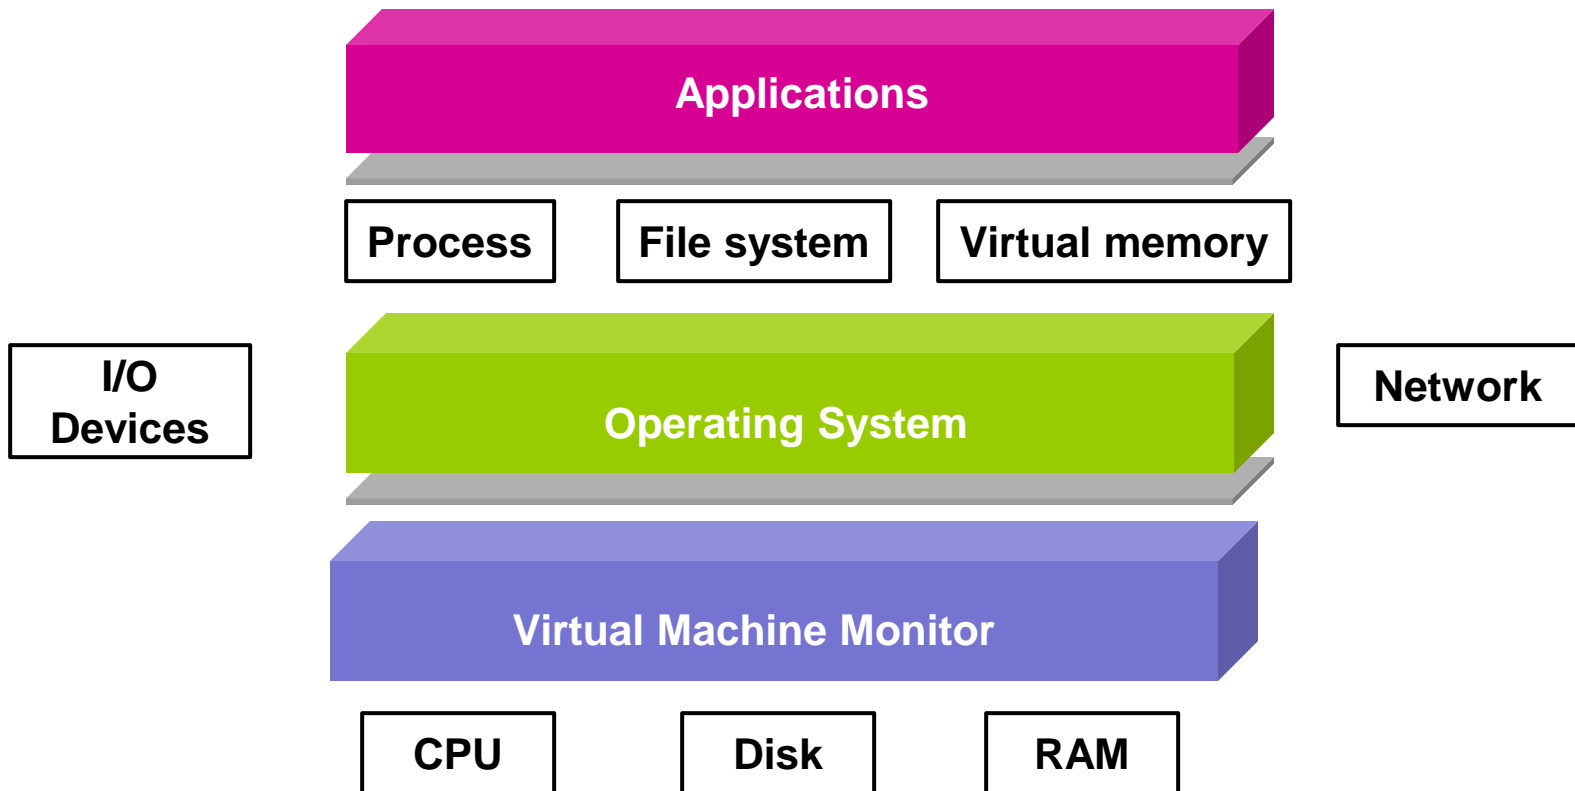 Applications
Process
File system
Virtual memory
I/O
Devices
Operating System
Network
Virtual Machine Monitor
CPU
Disk
RAM